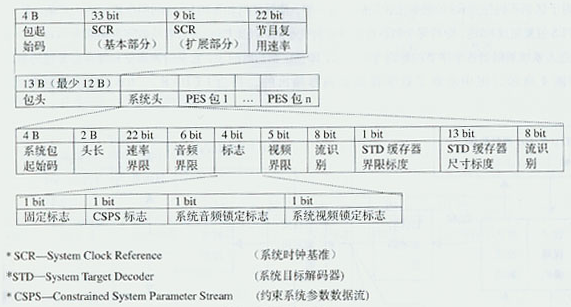 4 B 33 bit 9 bit 22 bit
包起 SCR SCR 节目复
始码 （基本部分） （扩展部分） 用速率
13 B（最少 12 B）
包头 系统头 PES 包 1 … PES 包 n
4 B 2 B 22 bit 6 bit 4 bit 5 bit 8 bit 1 bit 13 bit 8 bit
系统包 头长 速率 音频 标志 视频 流识 STD 缓存器 STD 缓存器 流识
起始码 界限 界限 界限 别 界限标度 尺寸标度 别
1 bit 1 bit 1 bit 1 bit
固定标志 CSPS 标志 系统音频锁定标志 系统视频锁定标志
* SCR—System Clock Reference （系统时钟基准）
*STD—System Target Decoder (系统目标解码器)
* CSPS—Constrained System Parameter Stream (约束系统参数数据流)